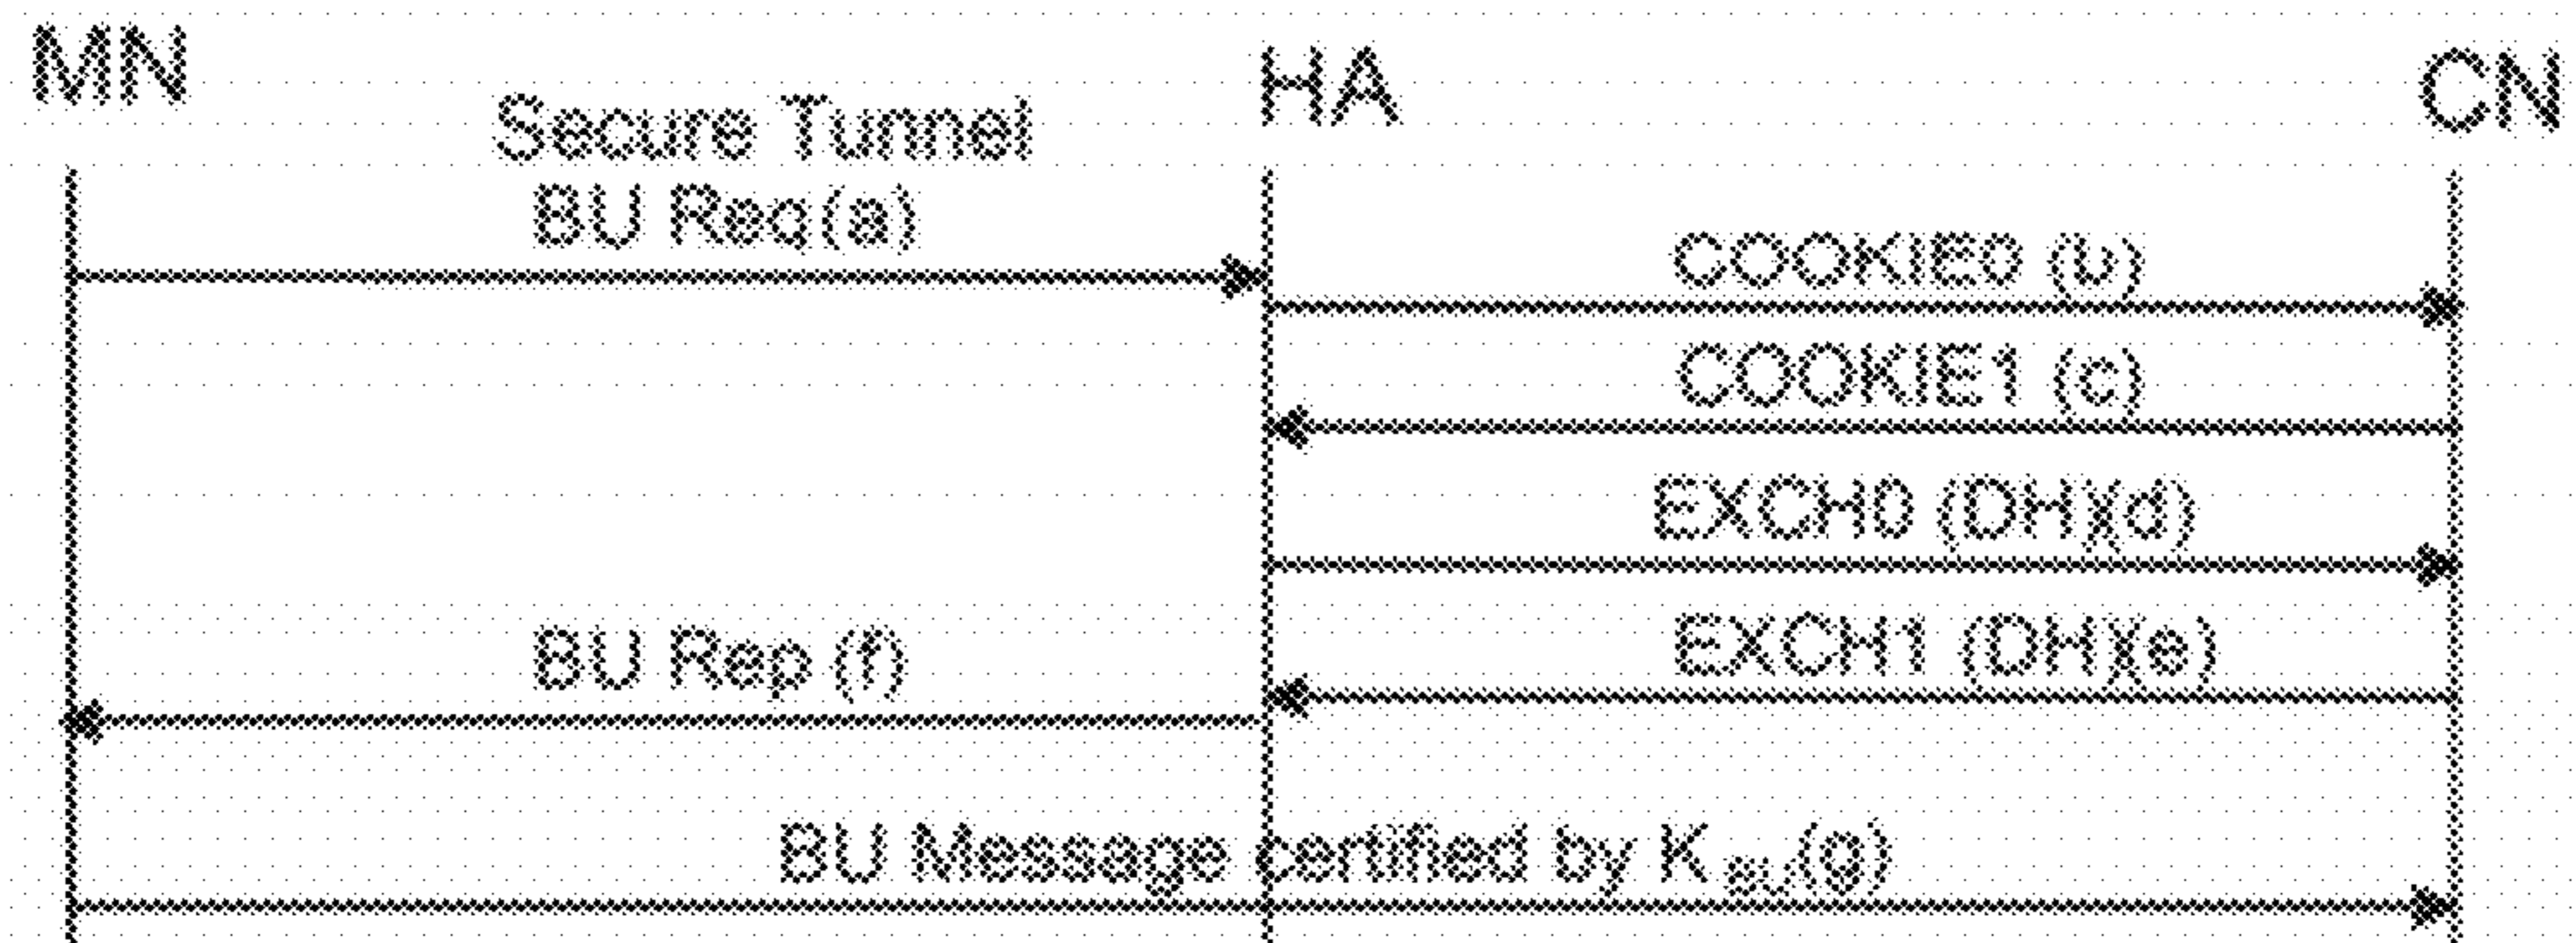 MN
HA
CN
Secure Tunnel
BU Req(a)
COOKIE0 (b)
COOKIE1 (c)
EXCH0 (DH)(d)
EXCH1 (DH)(e)
BU Rep (f)
BU Message certified by K BU(g)